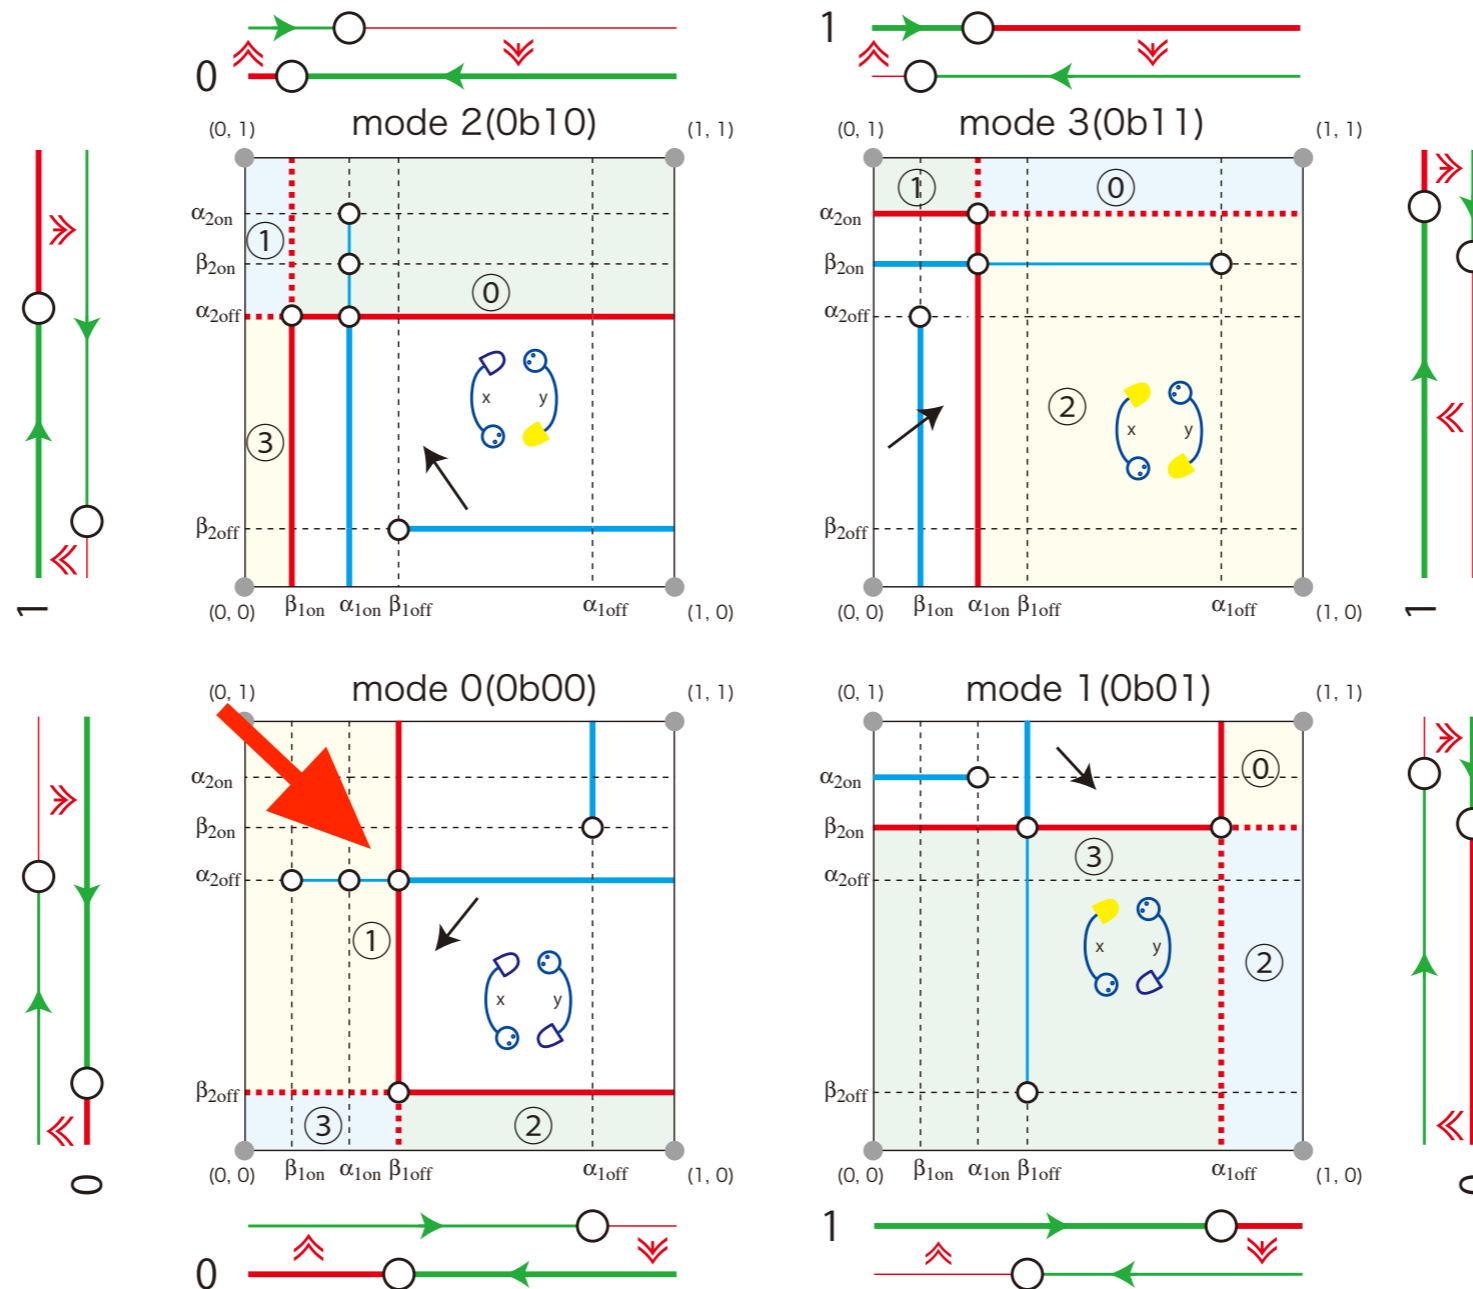 1
0
mode 2(0b10)
mode 3(0b11)
(0, 1)
(1, 1)
(0, 1)
(1, 1)
α2on
①
β2on
⓪
α2off
x
y
③
β2off
(0, 0)
β1on
α1on
β1off
α1off
(1, 0)
1
①
⓪
α2on
β2on
α2off
②
x
y
β2off
(0, 0)
β1on
α1on
β1off
α1off
(1, 0)
1
mode 0(0b00)
mode 1(0b01)
(0, 1)
(1, 1)
(0, 1)
(1, 1)
α2on
β2on
α2off
①
x
y
β2off
③
②
(0, 0)
β1on
α1on
β1off
α1off
(1, 0)
0
α2on
⓪
β2on
③
α2off
x
y
②
β2off
(0, 0)
β1on
α1on
β1off
α1off
(1, 0)
0
1
0